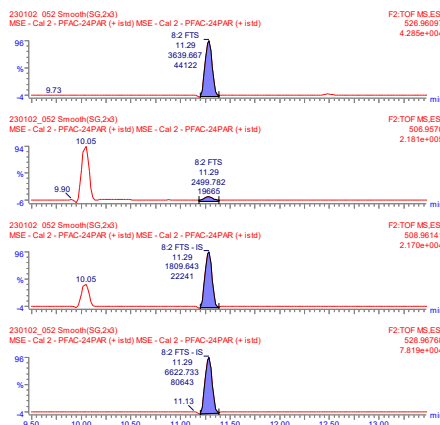 230102_052 Smooth(SG,2x3)
F2:TOF MS,ES
MSE - Cal 2 - PFAC-24PAR (+ istd) MSE - Cal 2 - PFAC-24PAR (+ istd)
526.9609
4.285e+004
8:2 FTS
11.29
3639.667
44122
96
%
-4
9.73
min
230102_052 Smooth(SG,2x3)
F2:TOF MS,ES
MSE - Cal 2 - PFAC-24PAR (+ istd) MSE - Cal 2 - PFAC-24PAR (+ istd)
506.957
2.181e+005
10.05
94
8:2 FTS
11.29
2499.782
19665
%
9.90
-6
min
230102_052 Smooth(SG,2x3)
F2:TOF MS,ES
MSE - Cal 2 - PFAC-24PAR (+ istd) MSE - Cal 2 - PFAC-24PAR (+ istd)
508.9614
2.170e+004
8:2 FTS - IS
11.29
1809.643
22241
96
10.05
%
-4
min
230102_052 Smooth(SG,2x3)
F2:TOF MS,ES
MSE - Cal 2 - PFAC-24PAR (+ istd) MSE - Cal 2 - PFAC-24PAR (+ istd)
528.9676
7.819e+004
8:2 FTS - IS
11.29
6622.733
80643
96
%
11.13
-4
min
9.50 10.00 10.50 11.00 11.50 12.00 12.50 13.00